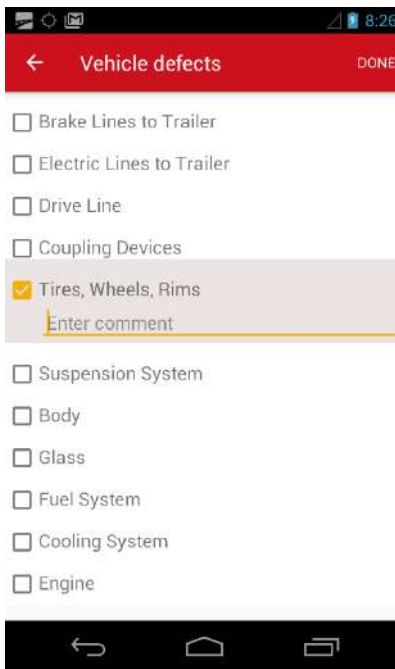 8:26
Vehicle defects
DONE
Brake Lines to Trailer
Electric Lines to Trailer
Drive Line
Coupling Devices
Tires, Wheels, Rims
Enter comment
Suspension System
Body
Glass
Fuel System
Cooling System
Engine